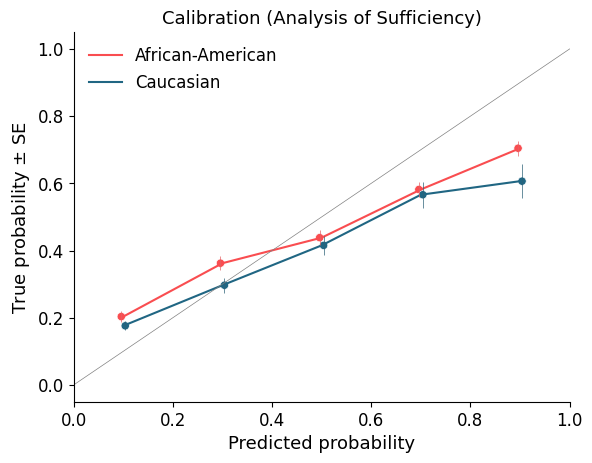 Calibration (Analysis of Sufficiency)
African-American
Caucasian
True probability ± SE
1.0
0.8
0.6
0.4
0.2
0.0
0.0 0.2 0.4 0.6 0.8 1.0
Predicted probability